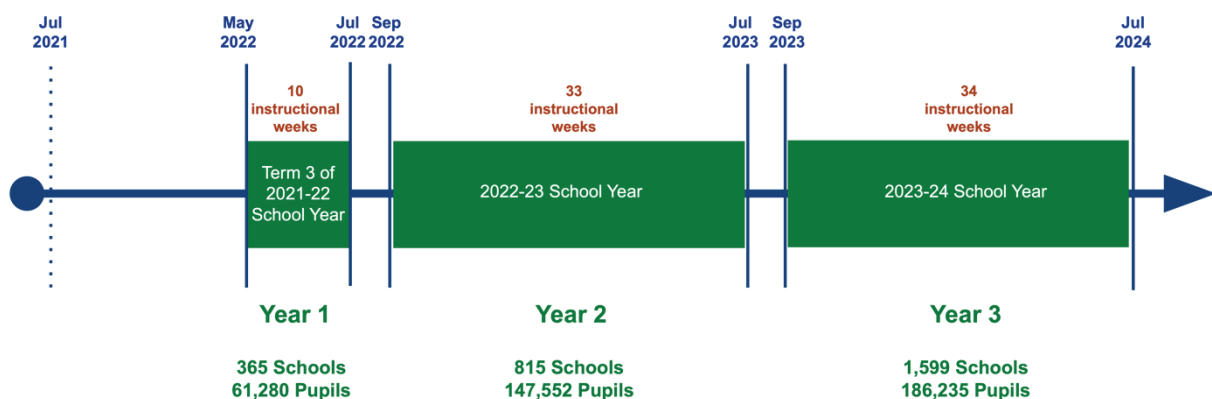 Jul
2021
May
2022
Jul
2022
Sep
2022
Jul
2023
Sep
2023
Jul
2024
10
instructional
weeks
33
instructional
weeks
34
instructional
weeks
Term 3 of
2021-22
School Year
2022-23 School Year
2023-24 School Year
Year 1
Year 2
Year 3
365 Schools
61,280 Pupils
815 Schools
147,552 Pupils
1,599 Schools
186,235 Pupils